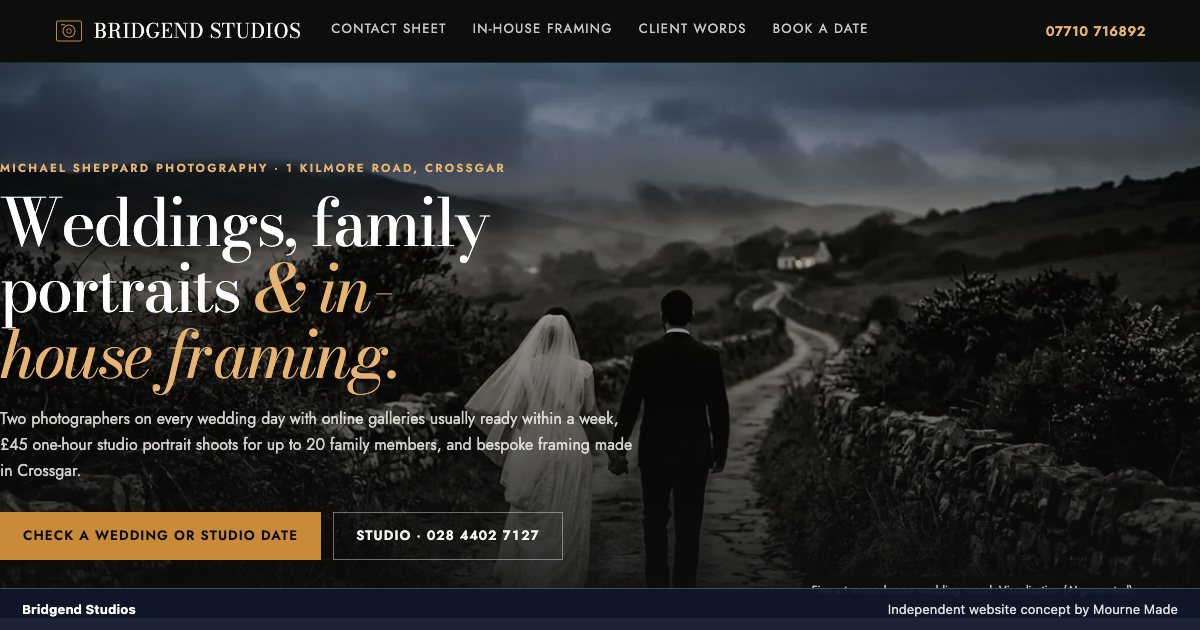 BRIDGEND STUDIOS
CONTACT SHEET
IN-HOUSE FRAMING
CLIENT WORDS
BOOK A DATE
07710 716892
MICHAEL SHEPPARD PHOTOGRAPHY · 1 KILMORE ROAD, CROSSGAR
Weddings, family
portraits & in-
house framing.
Two photographers on every wedding day with online galleries usually ready within a week,
£45 one-hour studio portrait shoots for up to 20 family members, and bespoke framing made
in Crossgar.
CHECK A WEDDING OR STUDIO DATE
STUDIO · 028 4402 7127
Bridgend Studios
Independent website concept by Mourne Made